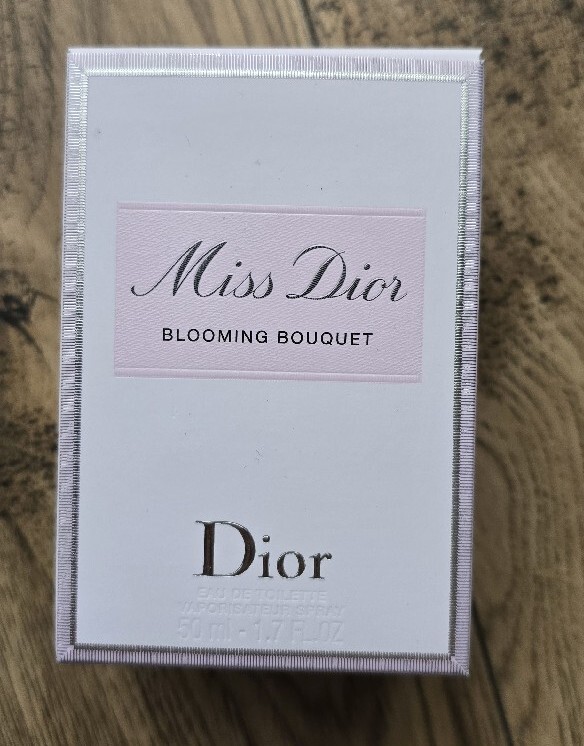 Miss Dior
BLOOMING BOUQUET
Dior
EAU DE TOILETTE
VAPORISATEUR SPRAY
50 ml - 1.7 FL.OZ